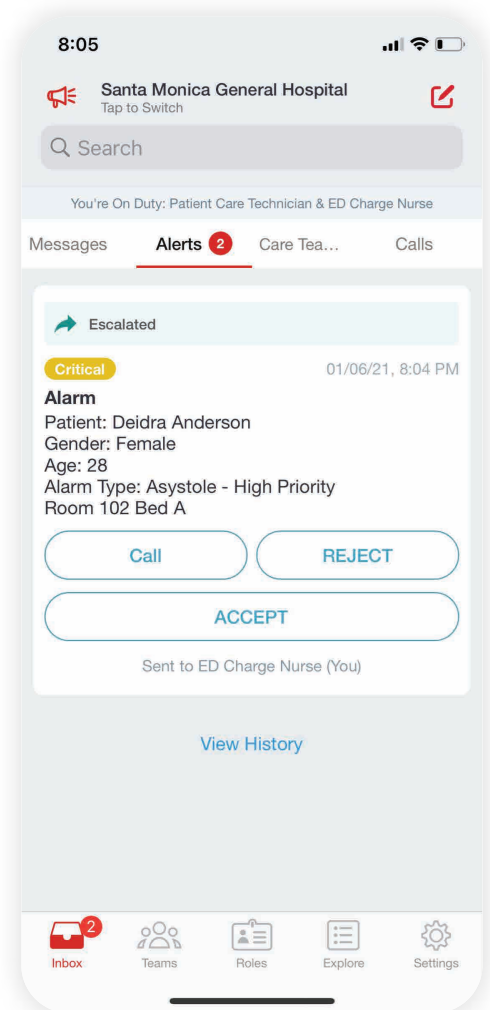 8:05
Santa Monica General Hospital
Tap to Switch
Search
You're On Duty: Patient Care Technician & ED Charge Nurse
Messages Alerts 2 Care Tea... Calls
Escalated
Critical 01/06/21, 8:04 PM
Alarm
Patient: Deidra Anderson
Gender: Female
Age: 28
Alarm Type: Asystole - High Priority
Room 102 Bed A
Call REJECT
ACCEPT
Sent to ED Charge Nurse (You)
View History
2
Inbox Teams Roles Explore Settings